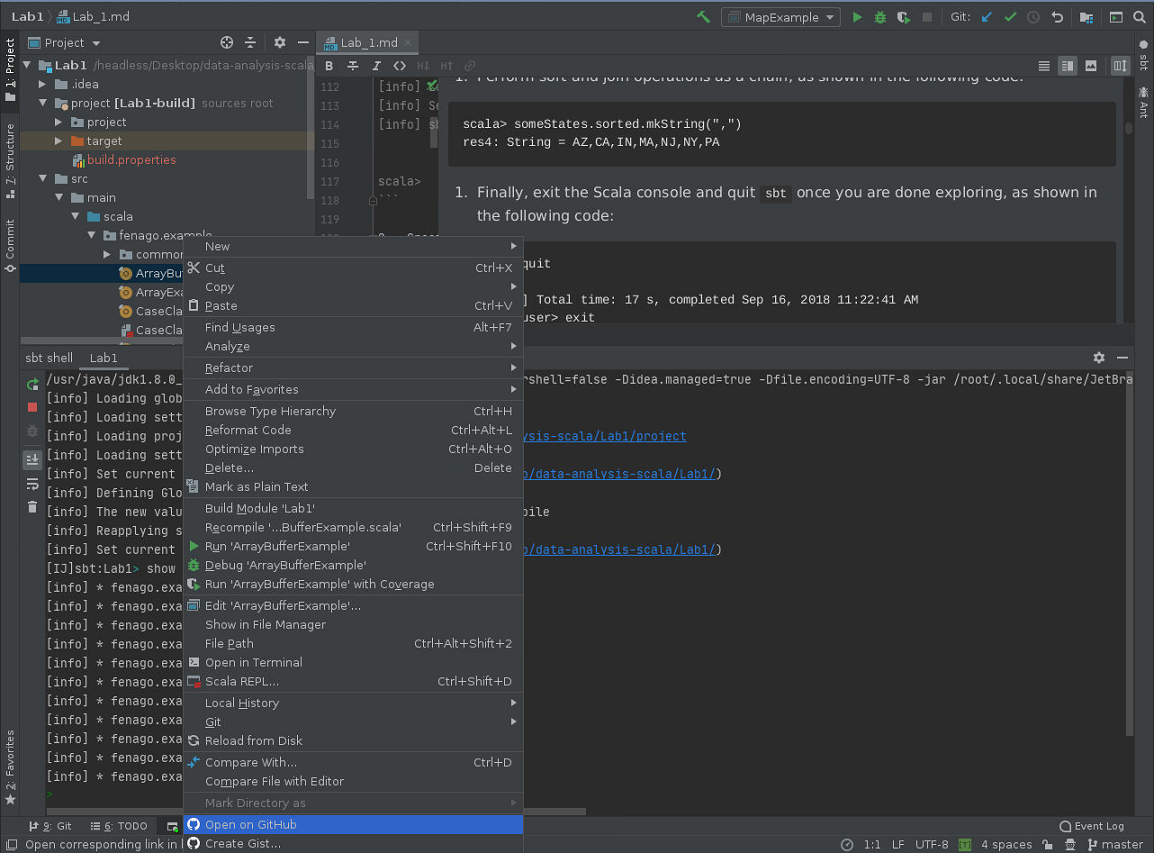 Lab1 Lab_1.md
MapExample
Git:
Project
Lab_1.md
1: Project
Z: Structure
Commit
2: Favorites
sbt
Ant
Lab1 /headless/Desktop/data-analysis-scala
.idea
project [Lab1-build] sources root
project
target
build.properties
src
main
scala
fenago.example
common
ArrayBu
ArrayExa
CaseCla
CaseCla
112 [info]
113 [info] Se
114 [info] sb
115
116
117 scala>
118 ```
119
1. Perform sort and join operations as a chain, as shown in the following code:
scala> someStates.sorted.mkString(",")
res4: String = AZ,CA,IN,MA,NJ,NY,PA
1. Finally, exit the Scala console and quit sbt once you are done exploring, as shown in
the following code:
quit
] Total time: 17 s, completed Sep 16, 2018 11:22:41 AM
user> exit
New
Cut Ctrl+X
Copy
Paste Ctrl+V
Find Usages Alt+F7
Analyze
Refactor
Add to Favorites
Browse Type Hierarchy Ctrl+H
Reformat Code Ctrl+Alt+L
Optimize Imports Ctrl+Alt+O
Delete... Delete
Mark as Plain Text
Build Module 'Lab1'
Recompile '...BufferExample.scala' Ctrl+Shift+F9
Run 'ArrayBufferExample' Ctrl+Shift+F10
Debug 'ArrayBufferExample'
Run 'ArrayBufferExample' with Coverage
Edit 'ArrayBufferExample'...
Show in File Manager
File Path Ctrl+Alt+Shift+2
Open in Terminal
Scala REPL... Ctrl+Shift+D
Local History
Git
Reload from Disk
Compare With... Ctrl+D
Compare File with Editor
Mark Directory as
Open on GitHub
Create Gist...
sbt shell Lab1
/usr/java/jdk1.8.0_ rshell=false -Didea.managed=true -Dfile.encoding=UTF-8 -jar /root/.local/share/JetBra
[info] Loading glob
[info] Loading sett
[info] Loading proj ysis-scala/Lab1/project
[info] Loading sett
[info] Set current p/data-analysis-scala/Lab1/)
[info] Defining Glo
[info] The new valu pile
[info] Reapplying s
[info] Set current p/data-analysis-scala/Lab1/)
[IJ]sbt:Lab1> show
[info] * fenago.exa
[info] * fenago.exa
[info] * fenago.exa
[info] * fenago.exa
[info] * fenago.exa
[info] * fenago.exa
[info] * fenago.exa
[info] * fenago.exa
[info] * fenago.exa
[info] * fenago.exa
[info] * fenago.exa
>
9: Git 6: TODO Event Log
Open corresponding link in 1:1 LF UTF-8 4 spaces master